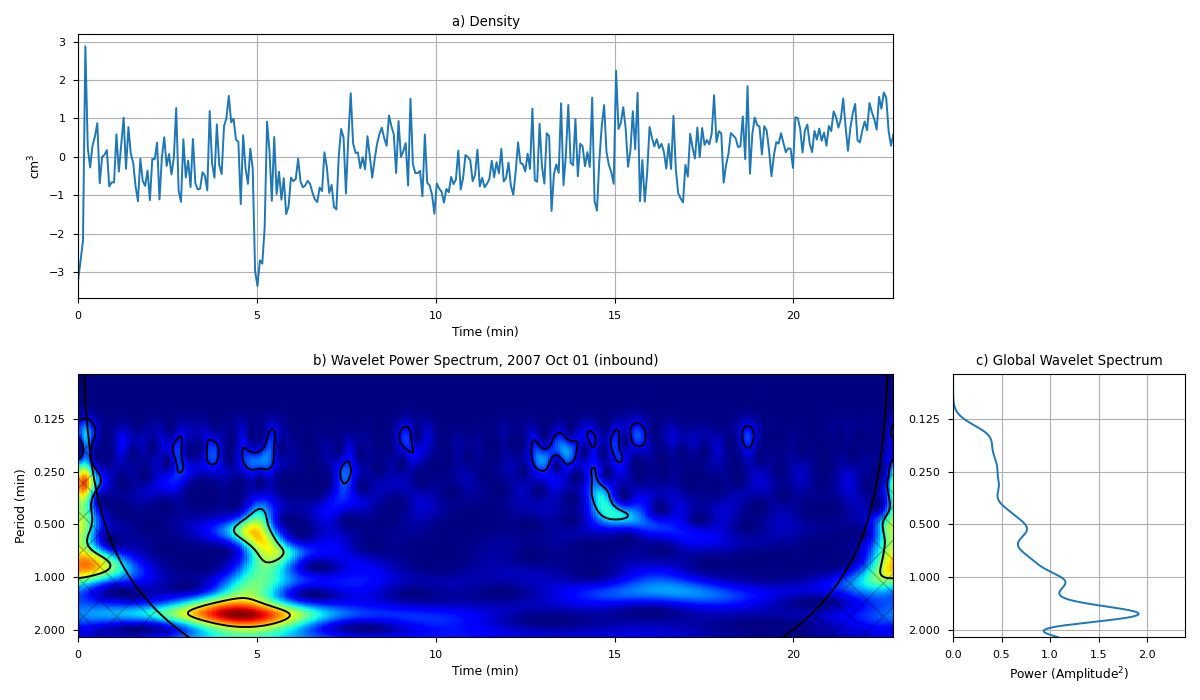 a) Density
3
2
1
0
−1
−2
−3
cm³
0 5 10 15 20
Time (min)
b) Wavelet Power Spectrum, 2007 Oct 01 (inbound)
0.125
0.250
0.500
1.000
2.000
Period (min)
0 5 10 15 20
Time (min)
c) Global Wavelet Spectrum
0.125
0.250
0.500
1.000
2.000
0.0 0.5 1.0 1.5 2.0
Power (Amplitude²)